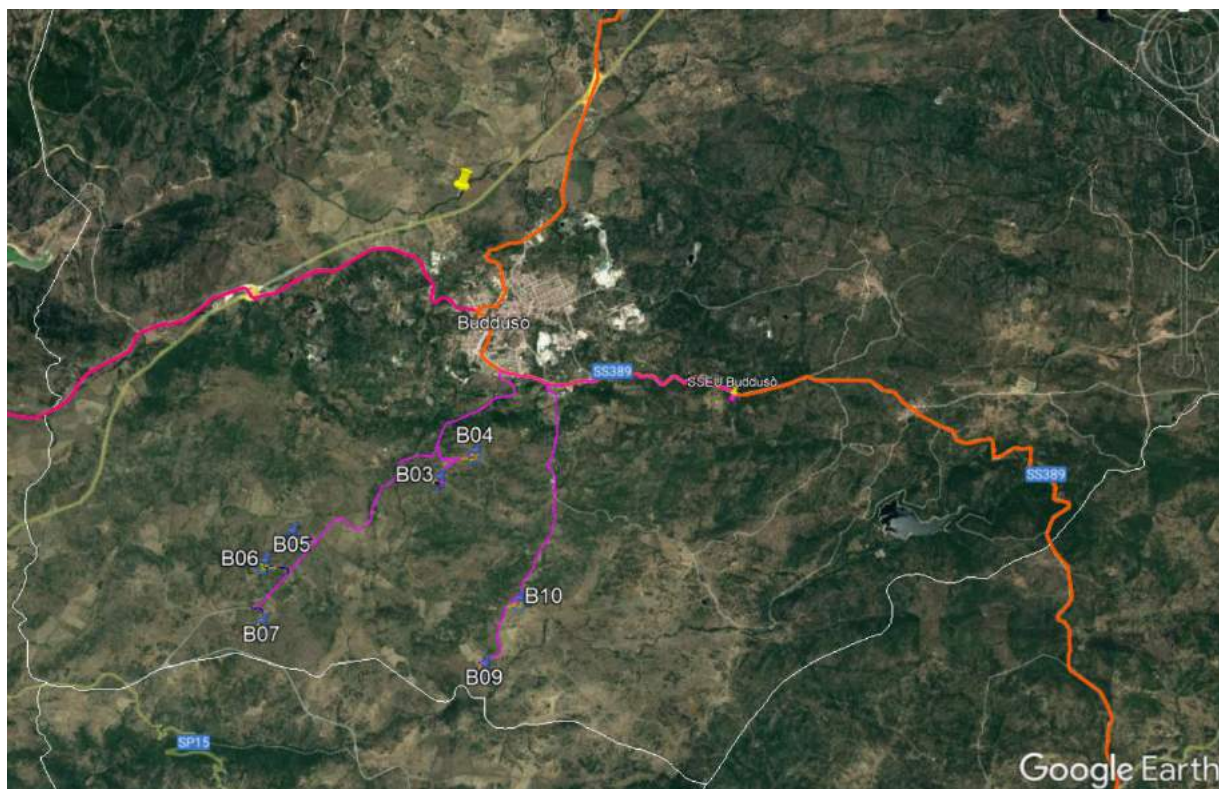 Buddusò
SS389
SSEU Buddusò
B04
B03
SS389
B05
B06
B10
B07
B09
SP15
Google Earth